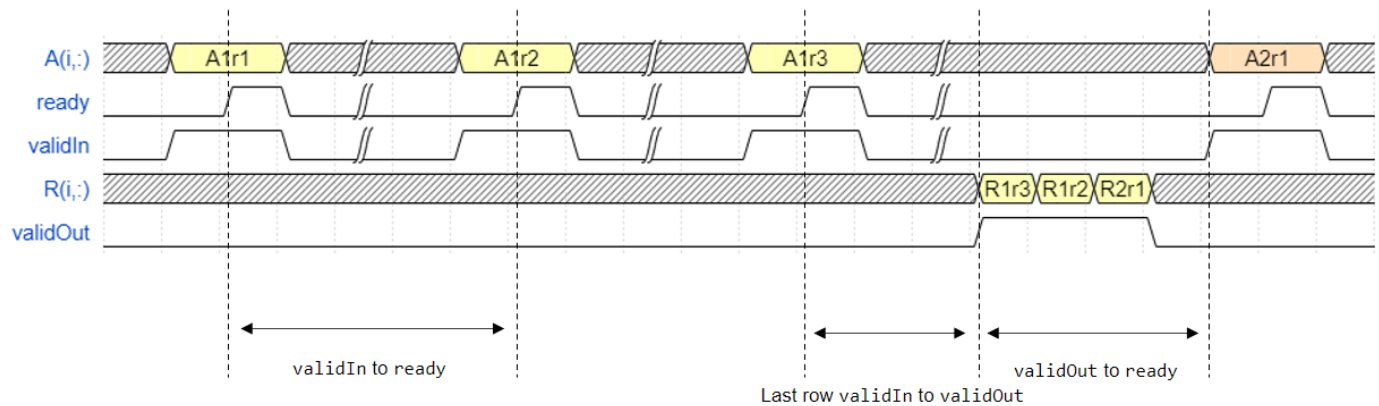 A(i,:) A1r1 A1r2 A1r3 A2r1
ready
validIn
R(i,:) R1r3 R1r2 R2r1
validOut
validIn to ready
validOut to ready
Last row validIn to validOut